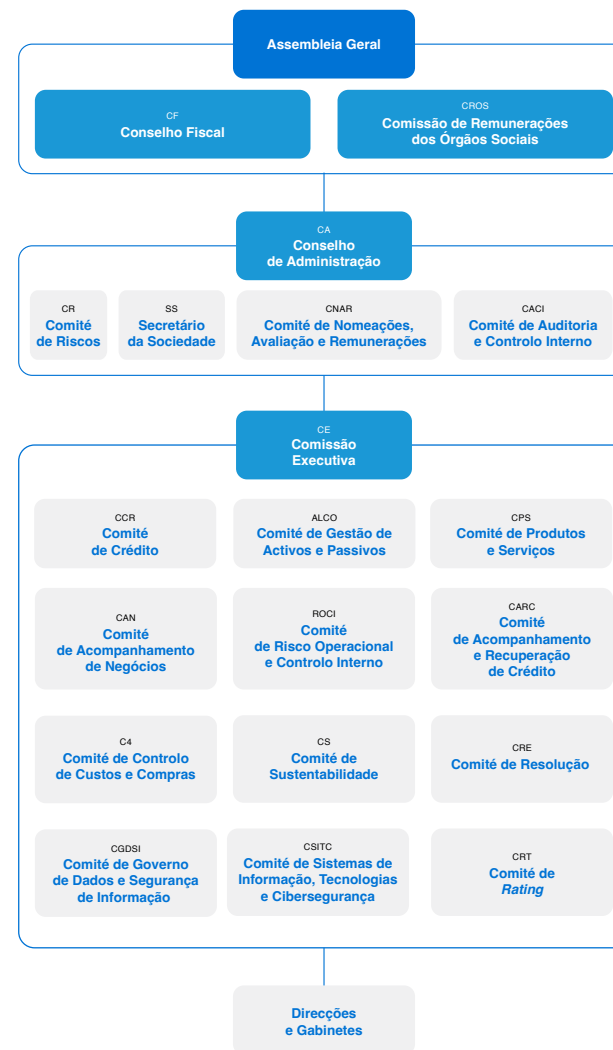 Assembleia Geral
CF
Conselho Fiscal
CROS
Comissão de Remunerações
dos Órgãos Sociais
CA
Conselho
de Administração
CR
Comité
de Riscos
SS
Secretário
da Sociedade
CNAR
Comité de Nomeações,
Avaliação e Remunerações
CACI
Comité de Auditoria
e Controlo Interno
CE
Comissão
Executiva
CCR
Comité
de Crédito
ALCO
Comité de Gestão de
Activos e Passivos
CPS
Comité de Produtos
e Serviços
CAN
Comité
de Acompanhamento
de Negócios
ROCI
Comité
de Risco Operacional
e Controlo Interno
CARC
Comité
de Acompanhamento
e Recuperação
de Crédito
C4
Comité de Controlo
de Custos e Compras
CS
Comité de
Sustentabilidade
CRE
Comité de Resolução
CGDSI
Comité de Governo
de Dados e Segurança
de Informação
CSITC
Comité de Sistemas de
Informação, Tecnologias
e Cibersegurança
CRT
Comité de
Rating
Direcções
e Gabinetes